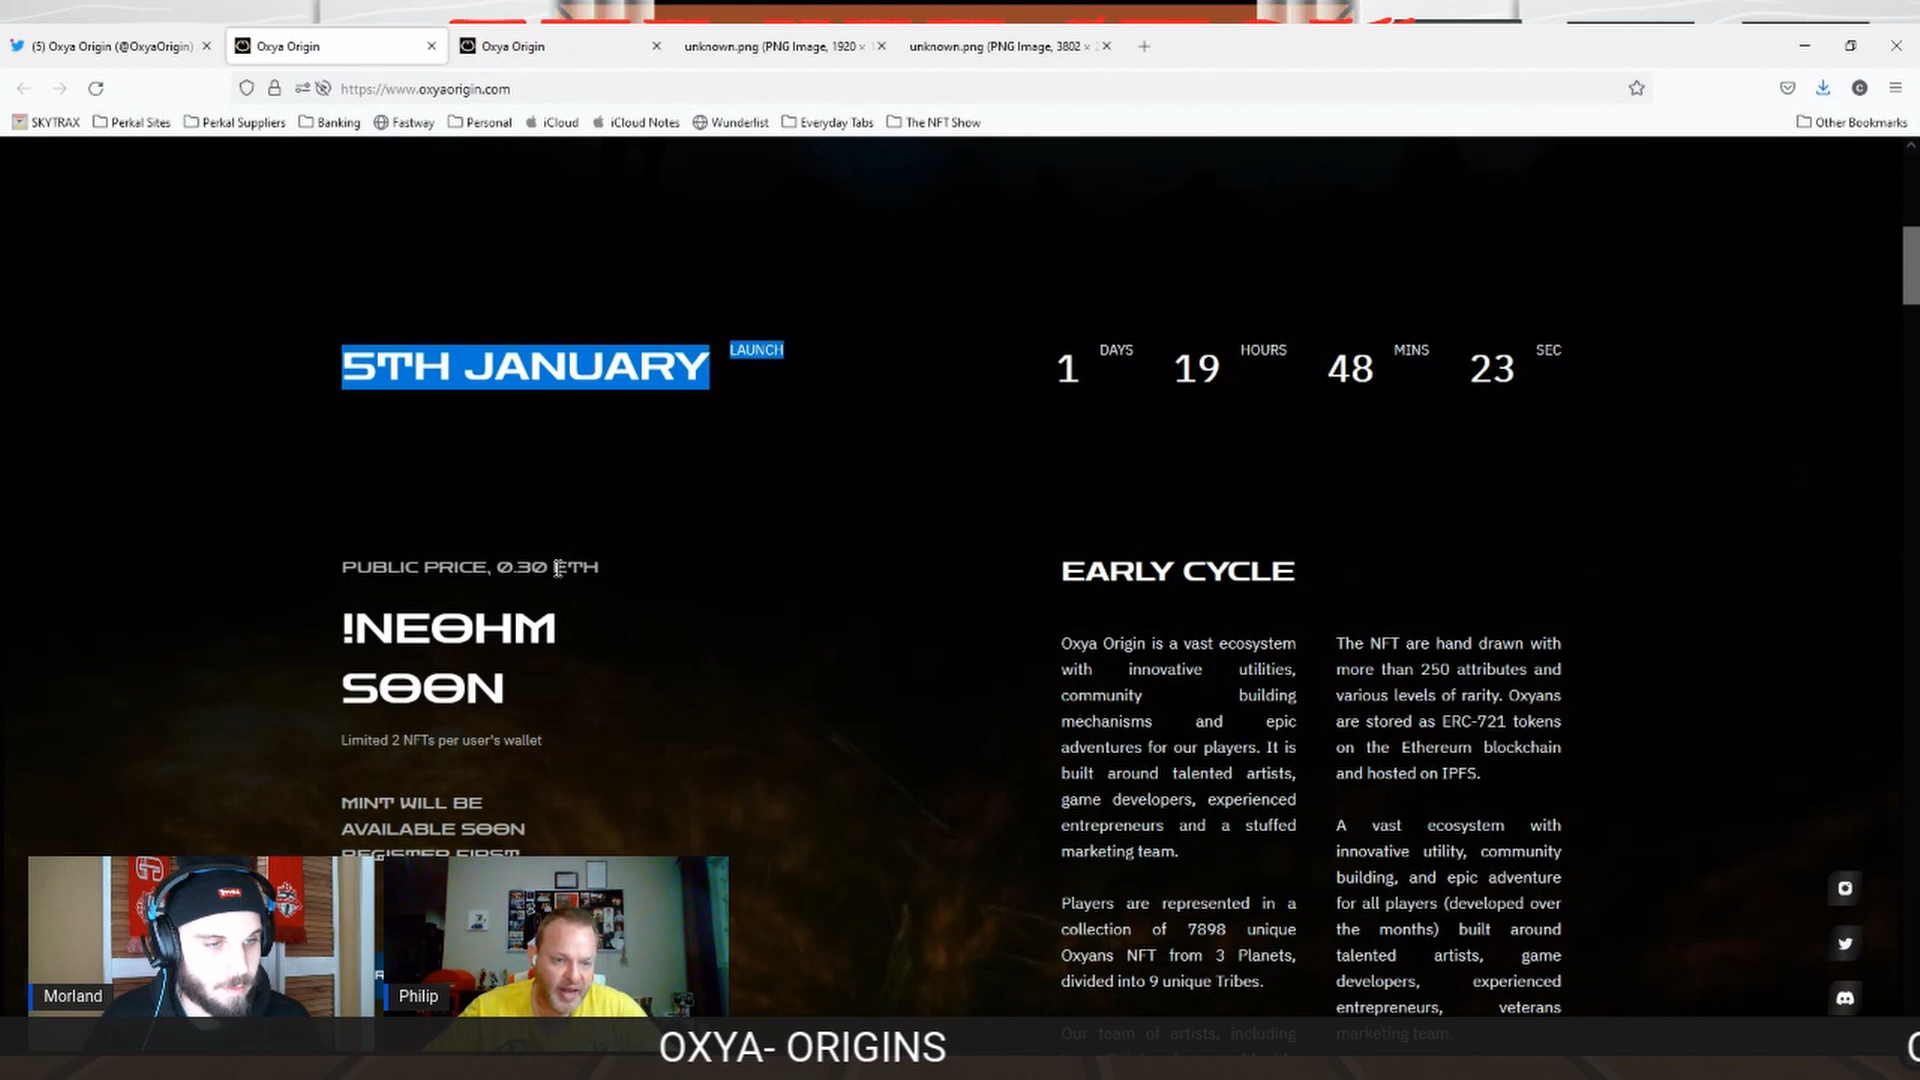 (5) Oxya Origin (@OxyaOrigin)
Oxya Origin
Oxya Origin
unknown.png (PNG Image, 1920 ×
unknown.png (PNG Image, 3802 ×
https://www.oxyaorigin.com
SKYTRAX
Perkal Sites
Perkal Suppliers
Banking
Fastway
Personal
iCloud
iCloud Notes
Wunderlist
Everyday Tabs
The NFT Show
Other Bookmarks
5TH JANUARY
LAUNCH
1 DAYS 19 HOURS 48 MINS 23 SEC
PUBLIC PRICE, 0.30 ETH
!NEOHM
SOON
Limited 2 NFTs per user's wallet
MINT WILL BE
AVAILABLE SOON
REGISTER FIRST
EARLY CYCLE
Oxya Origin is a vast ecosystem
with innovative utilities,
community building
mechanisms and epic
adventures for our players. It is
built around talented artists,
game developers, experienced
entrepreneurs and a stuffed
marketing team.
Players are represented in a
collection of 7898 unique
Oxyans NFT from 3 Planets,
divided into 9 unique Tribes.
Our team of artists, including
The NFT are hand drawn with
more than 250 attributes and
various levels of rarity. Oxyans
are stored as ERC-721 tokens
on the Ethereum blockchain
and hosted on IPFS.
A vast ecosystem with
innovative utility, community
building, and epic adventure
for all players (developed over
the months) built around
talented artists, game
developers, experienced
entrepreneurs, veterans
marketing team.
Morland
Philip
OXYA- ORIGINS